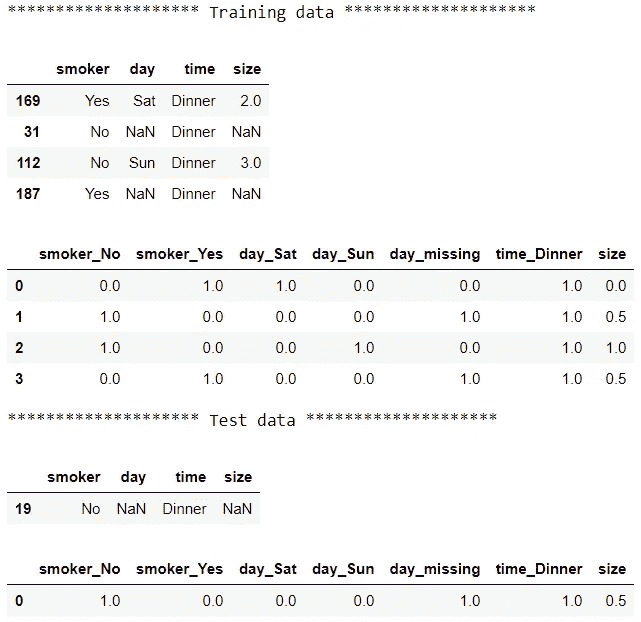 ******************** Training data ********************
smoker day time size
169 Yes Sat Dinner 2.0
31 No NaN Dinner NaN
112 No Sun Dinner 3.0
187 Yes NaN Dinner NaN
smoker_No smoker_Yes day_Sat day_Sun day_missing time_Dinner size
0 0.0 1.0 1.0 0.0 0.0 1.0 0.0
1 1.0 0.0 0.0 0.0 1.0 1.0 0.5
2 1.0 0.0 0.0 1.0 0.0 1.0 1.0
3 0.0 1.0 0.0 0.0 1.0 1.0 0.5
******************** Test data ********************
smoker day time size
19 No NaN Dinner NaN
smoker_No smoker_Yes day_Sat day_Sun day_missing time_Dinner size
0 1.0 0.0 0.0 0.0 1.0 1.0 0.5